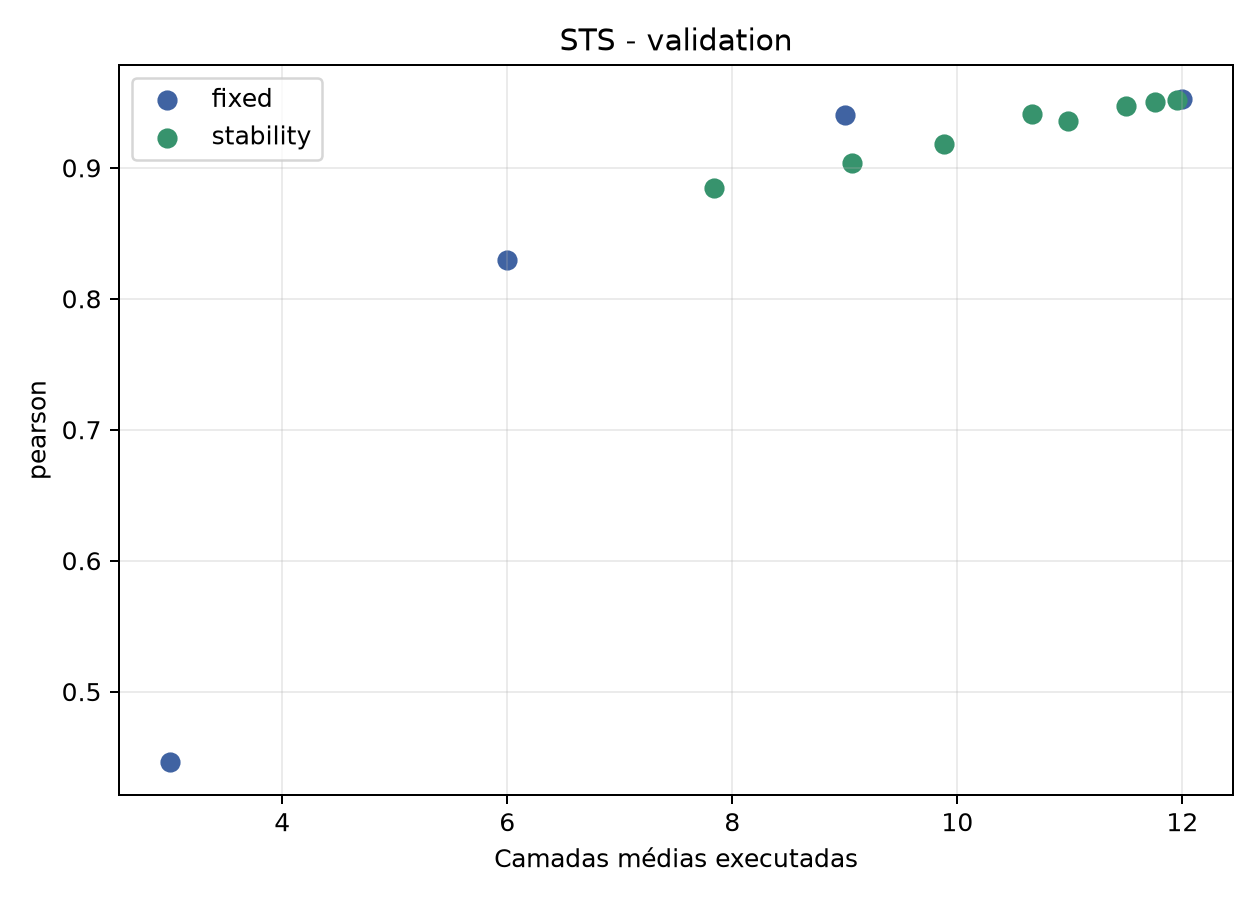 STS - validation
fixed
stability
pearson
0.9
0.8
0.7
0.6
0.5
4 6 8 10 12
Camadas médias executadas